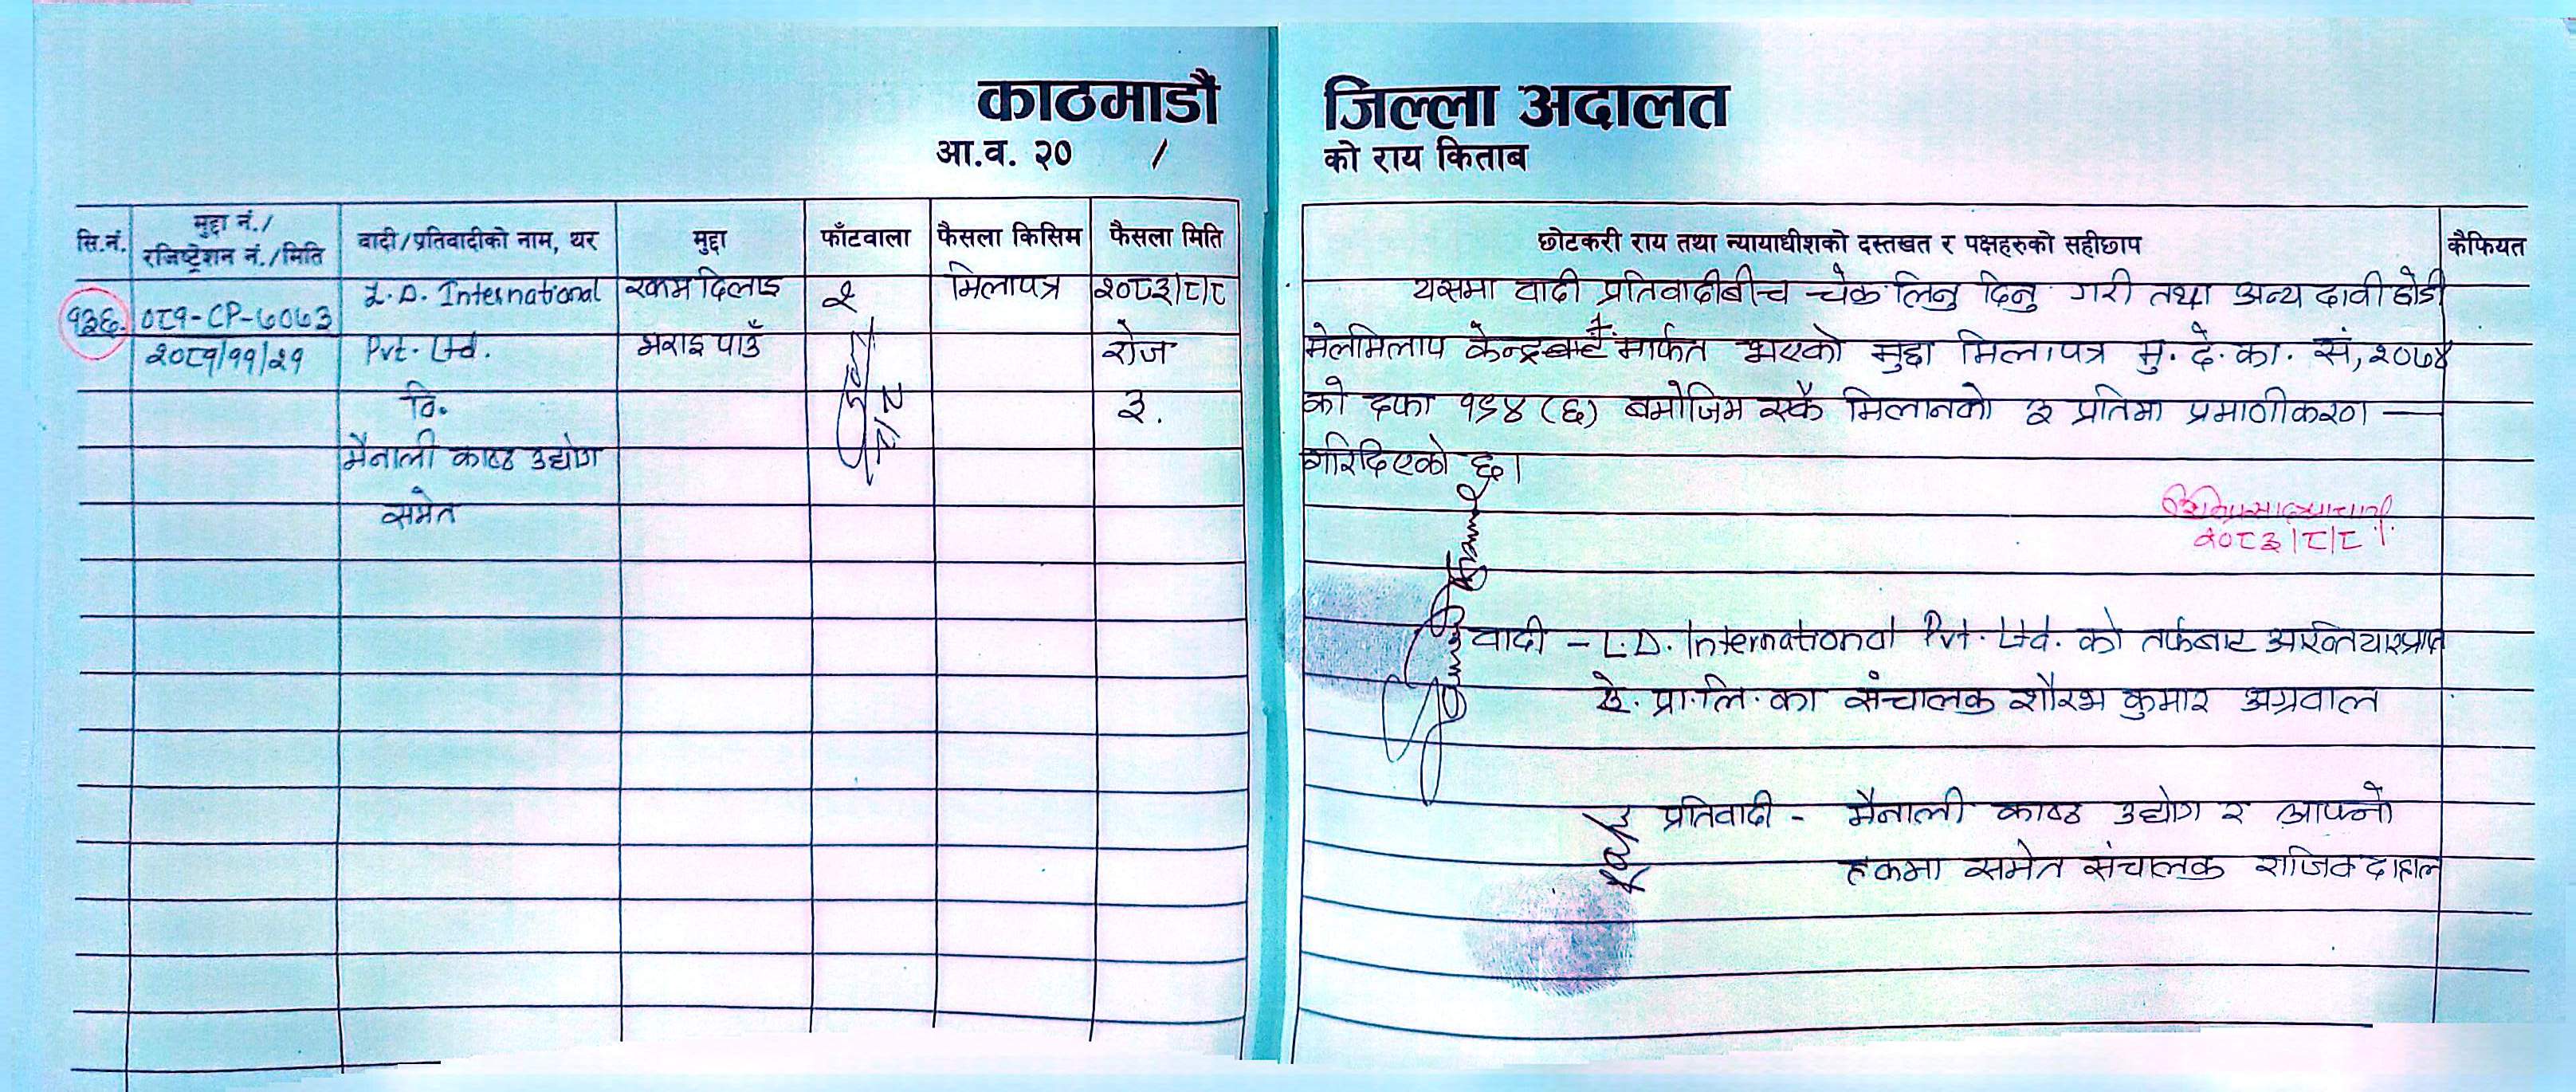 काठमाडौं जिल्ला अदालत
आ.व. २० / को राय किताब
सि.नं. मुद्दा नं./ रजिष्ट्रेशन नं./मिति वादी/प्रतिवादीको नाम, थर मुद्दा फाँटवाला फैसला किसिम फैसला मिति
१३६. ०८१-CP-७०७३ L.D. International रकम दिलाइ २ मिलापत्र २०८३/८/८
२०८१/११/२१ Pvt. Ltd. भराइ पाउँ रोज
वि. ३.
मैनाली काष्ठ उद्योग
समेत
छोटकरी राय तथा न्यायाधीशको दस्तखत र पक्षहरुको सहीछाप कैफियत
यसमा वादी प्रतिवादीबीच चेक लिनु दिनु गरी तथा अन्य दावी छोडी
मेलमिलाप केन्द्र मार्फत भएको मुद्दा मिलापत्र मु.दे.का. सं, २०७४
को दफा १९४ (६) बमोजिम एकै मिलानको ३ प्रतिमा प्रमाणीकरण —
गरिदिएको छ।
२०८३/८/८
वादी - L.D. International Pvt. Ltd. को तर्फबाट अख्तियारप्राप्त
ऐ. प्रा.लि. का संचालक शौरभ कुमार अग्रवाल
प्रतिवादी - मैनाली काष्ठ उद्योग र आफ्नो
हकमा समेत संचालक राजिव दाहाल